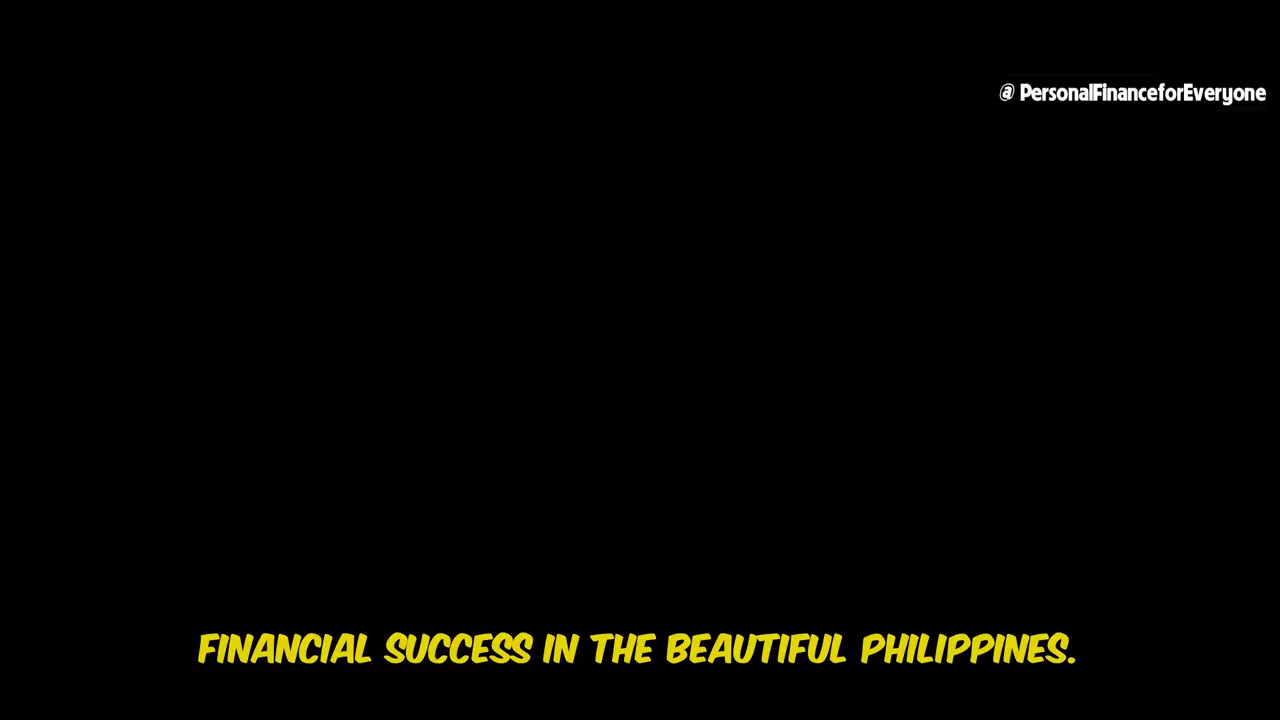 @ PersonalFinanceforEveryone
FINANCIAL SUCCESS IN THE BEAUTIFUL PHILIPPINES.